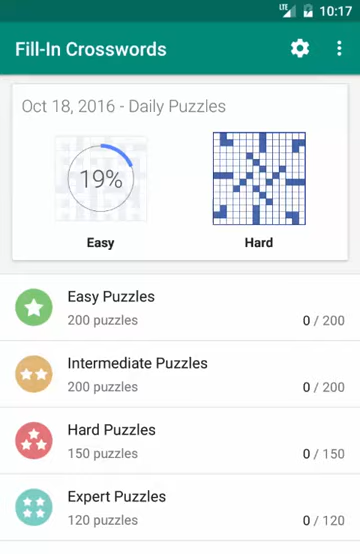 LTE 10:17
Fill-In Crosswords
Oct 18, 2016 - Daily Puzzles
19%
Easy Hard
Easy Puzzles
200 puzzles 0 / 200
Intermediate Puzzles
200 puzzles 0 / 200
Hard Puzzles
150 puzzles 0 / 150
Expert Puzzles
120 puzzles 0 / 120